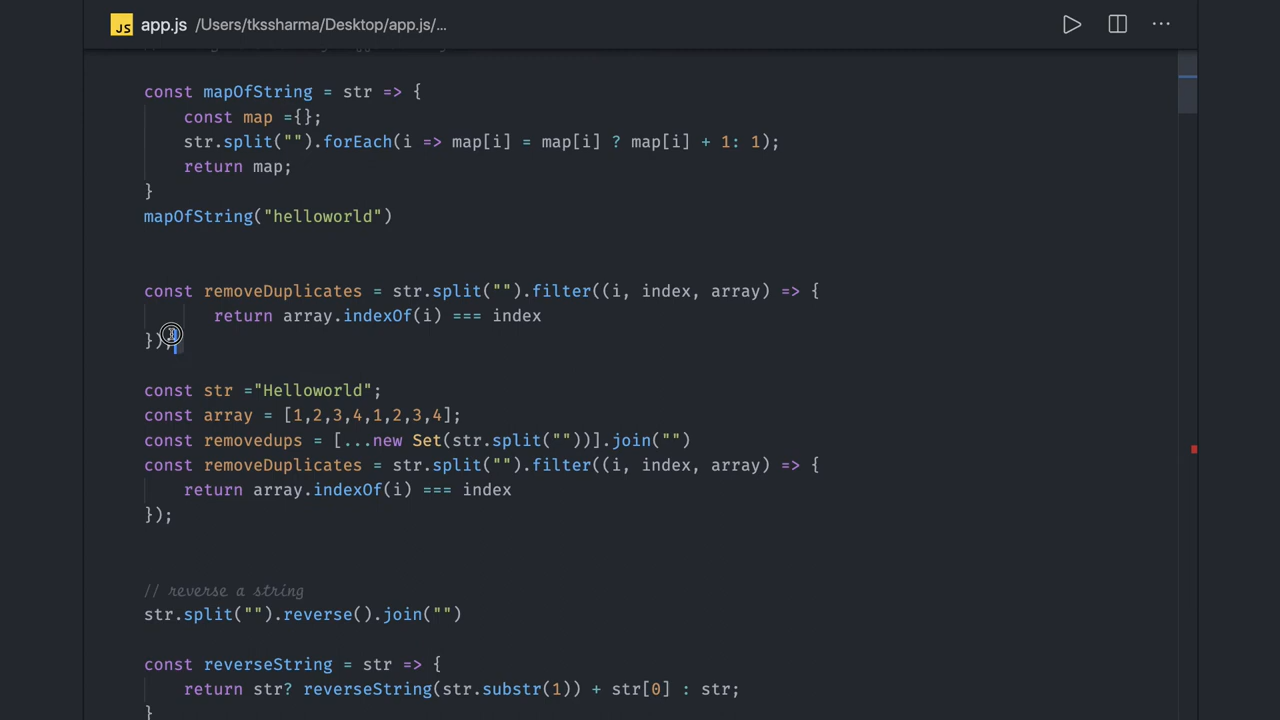 JS app.js /Users/tkssharma/Desktop/app.js/...
const mapOfString = str => {
const map ={};
str.split("").forEach(i => map[i] = map[i] ? map[i] + 1: 1);
return map;
}
mapOfString("helloworld")
const removeDuplicates = str.split("").filter((i, index, array) => {
return array.indexOf(i) === index
});
const str ="Helloworld";
const array = [1,2,3,4,1,2,3,4];
const removedups = [...new Set(str.split(""))].join("")
const removeDuplicates = str.split("").filter((i, index, array) => {
return array.indexOf(i) === index
});
// reverse a string
str.split("").reverse().join("")
const reverseString = str => {
return str? reverseString(str.substr(1)) + str[0] : str;
}